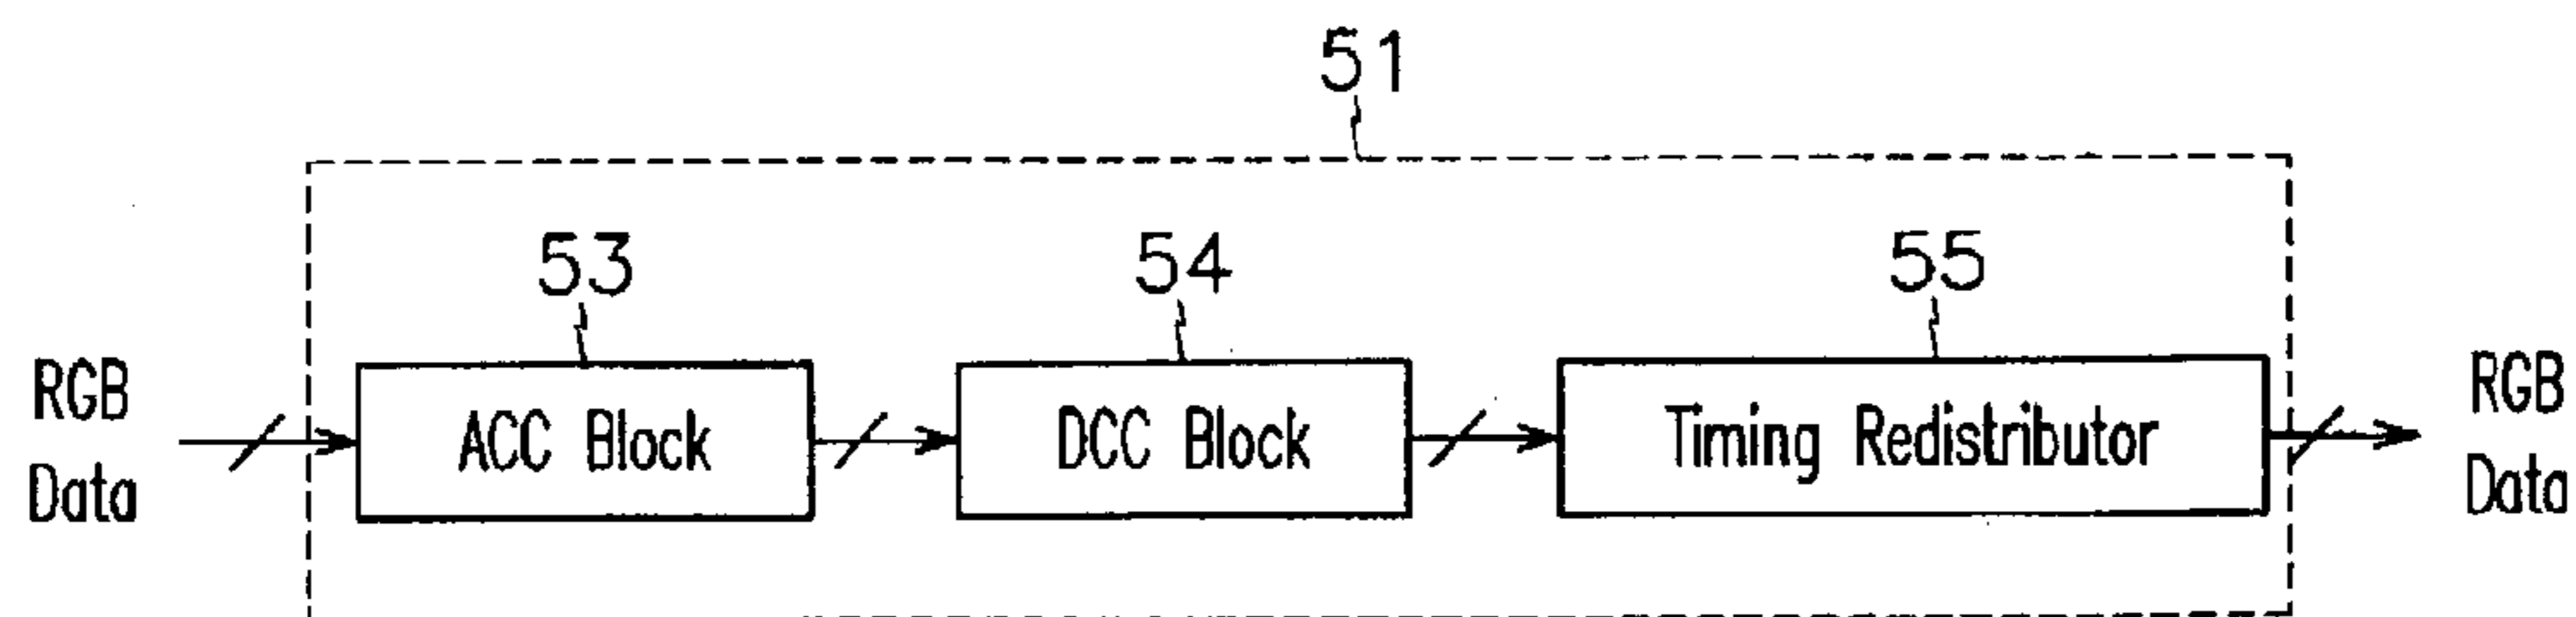 51
53
54
55
RGB
Data
ACC Block
DCC Block
Timing Redistributor
RGB
Data